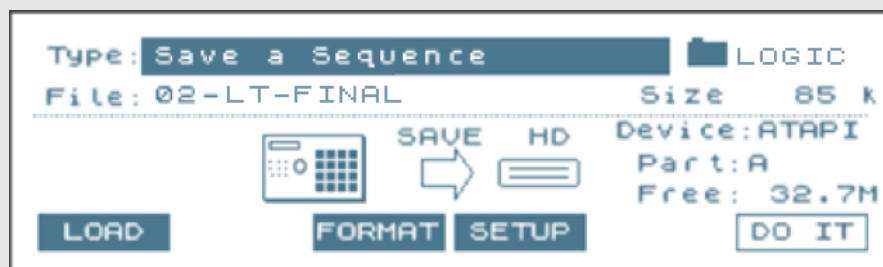 Type: Save a Sequence LOGIC
File: 02-LT-FINAL Size 85 k
SAVE HD Device:ATAPI
Part:A
Free: 32.7M
LOAD FORMAT SETUP DO IT